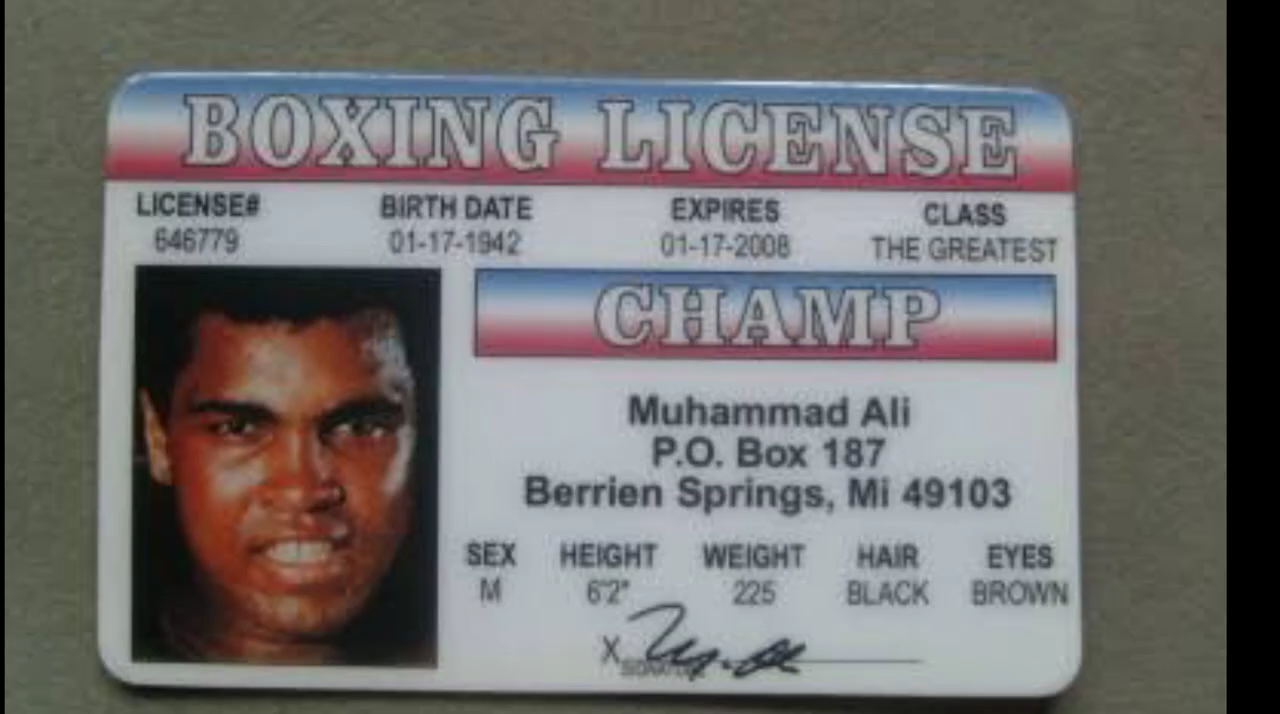 BOXING LICENSE
LICENSE# BIRTH DATE EXPIRES CLASS
646779 01-17-1942 01-17-2008 THE GREATEST
CHAMP
Muhammad Ali
P.O. Box 187
Berrien Springs, Mi 49103
SEX HEIGHT WEIGHT HAIR EYES
M 6'2" 225 BLACK BROWN
X
SIGNATURE